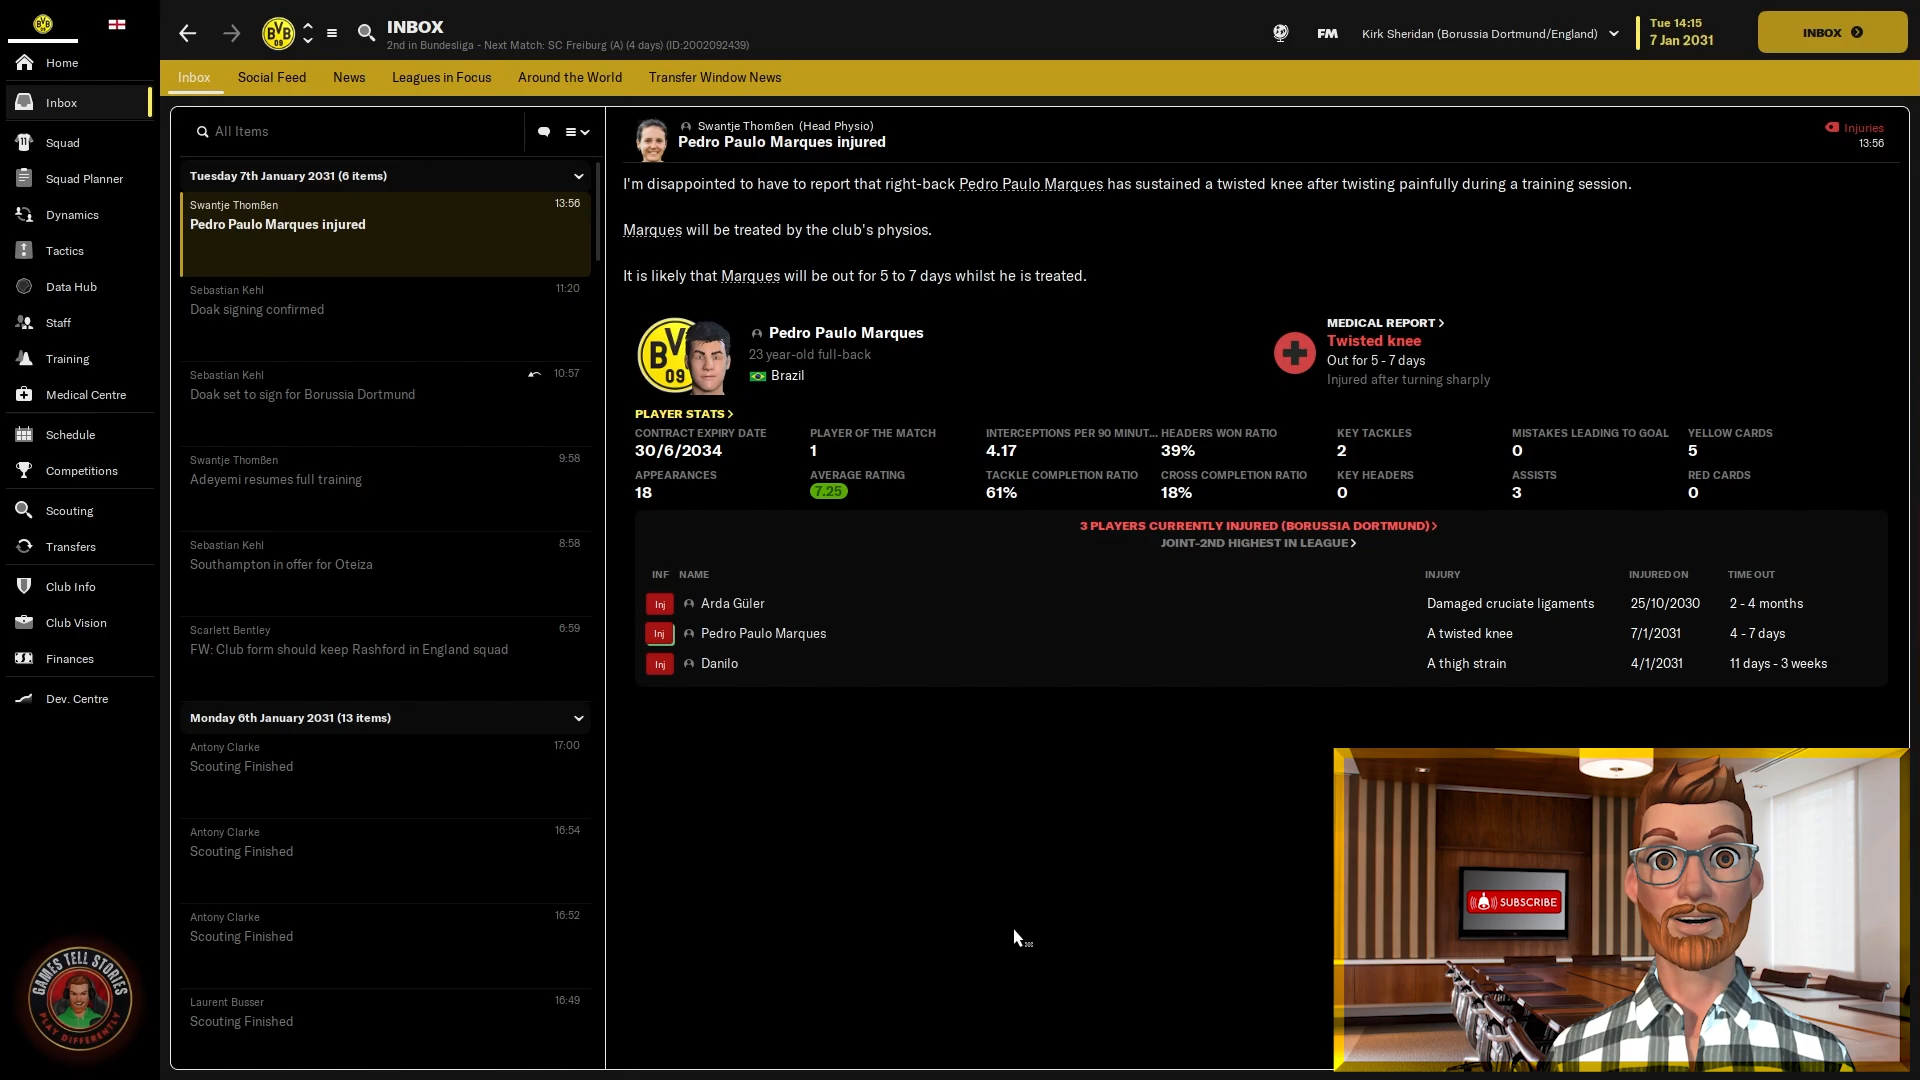 INBOX
2nd in Bundesliga - Next Match: SC Freiburg (A) (4 days) (ID:2002092439)
FM
Kirk Sheridan (Borussia Dortmund/England)
Tue 14:15
7 Jan 2031
INBOX
Home
Inbox
Squad
Squad Planner
Dynamics
Tactics
Data Hub
Staff
Training
Medical Centre
Schedule
Competitions
Scouting
Transfers
Club Info
Club Vision
Finances
Dev. Centre
GAMES TELL STORIES
PLAY DIFFERENTLY
Inbox
Social Feed
News
Leagues in Focus
Around the World
Transfer Window News
All Items
Tuesday 7th January 2031 (6 items)
Swantje Thomßen 13:56
Pedro Paulo Marques injured
Sebastian Kehl 11:20
Doak signing confirmed
Sebastian Kehl 10:57
Doak set to sign for Borussia Dortmund
Swantje Thomßen 9:58
Adeyemi resumes full training
Sebastian Kehl 8:58
Southampton in offer for Oteiza
Scarlett Bentley 6:59
FW: Club form should keep Rashford in England squad
Monday 6th January 2031 (13 items)
Antony Clarke 17:00
Scouting Finished
Antony Clarke 16:54
Scouting Finished
Antony Clarke 16:52
Scouting Finished
Laurent Busser 16:49
Scouting Finished
Swantje Thomßen (Head Physio)
Pedro Paulo Marques injured
Injuries
13:56
I'm disappointed to have to report that right-back Pedro Paulo Marques has sustained a twisted knee after twisting painfully during a training session.
Marques will be treated by the club's physios.
It is likely that Marques will be out for 5 to 7 days whilst he is treated.
BVB 09
Pedro Paulo Marques
23 year-old full-back
Brazil
MEDICAL REPORT
Twisted knee
Out for 5 - 7 days
Injured after turning sharply
PLAYER STATS
CONTRACT EXPIRY DATE PLAYER OF THE MATCH INTERCEPTIONS PER 90 MINUT... HEADERS WON RATIO KEY TACKLES MISTAKES LEADING TO GOAL YELLOW CARDS
30/6/2034 1 4.17 39% 2 0 5
APPEARANCES AVERAGE RATING TACKLE COMPLETION RATIO CROSS COMPLETION RATIO KEY HEADERS ASSISTS RED CARDS
18 7.25 61% 18% 0 3 0
3 PLAYERS CURRENTLY INJURED (BORUSSIA DORTMUND)
JOINT-2ND HIGHEST IN LEAGUE
INF NAME INJURY INJURED ON TIME OUT
Inj Arda Güler Damaged cruciate ligaments 25/10/2030 2 - 4 months
Inj Pedro Paulo Marques A twisted knee 7/1/2031 4 - 7 days
Inj Danilo A thigh strain 4/1/2031 11 days - 3 weeks
SUBSCRIBE